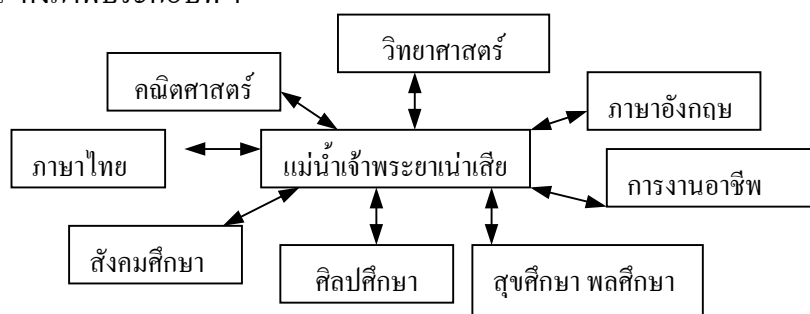 วิทยาศาสตร์
คณิตศาสตร์
ภาษาอังกฤษ
ภาษาไทย
แม่น้ำเจ้าพระยาเน่าเสีย
การงานอาชีพ
สังคมศึกษา
ศิลปศึกษา
สุขศึกษา พลศึกษา